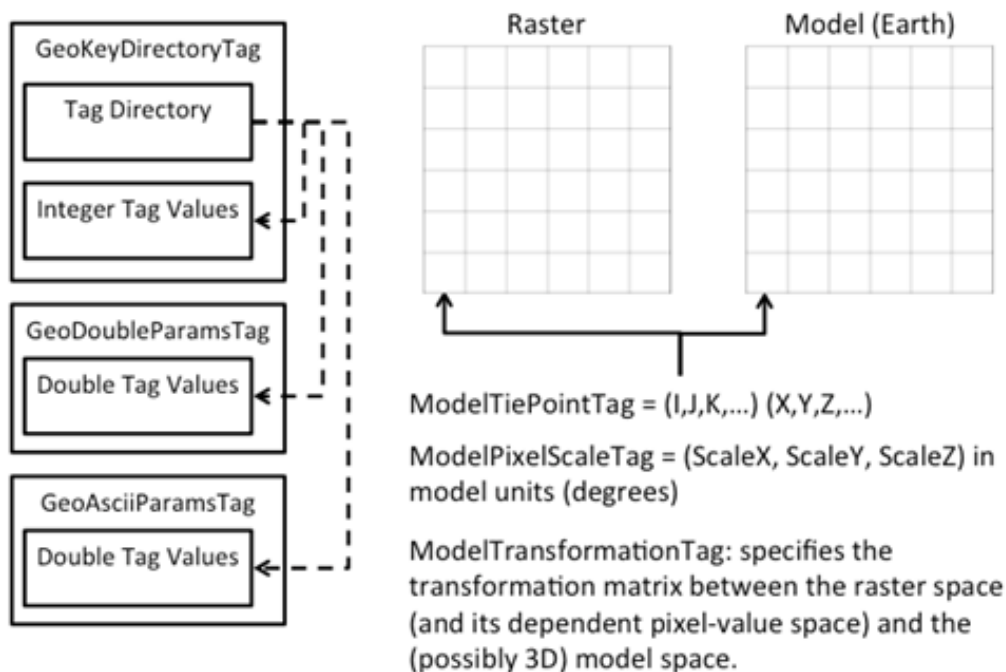 GeoKeyDirectoryTag
Tag Directory
Integer Tag Values
GeoDoubleParamsTag
Double Tag Values
GeoAsciiParamsTag
Double Tag Values
Raster
Model (Earth)
ModelTiePointTag = (I,J,K,...) (X,Y,Z,...)
ModelPixelScaleTag = (ScaleX, ScaleY, ScaleZ) in
model units (degrees)
ModelTransformationTag: specifies the
transformation matrix between the raster space
(and its dependent pixel-value space) and the
(possibly 3D) model space.